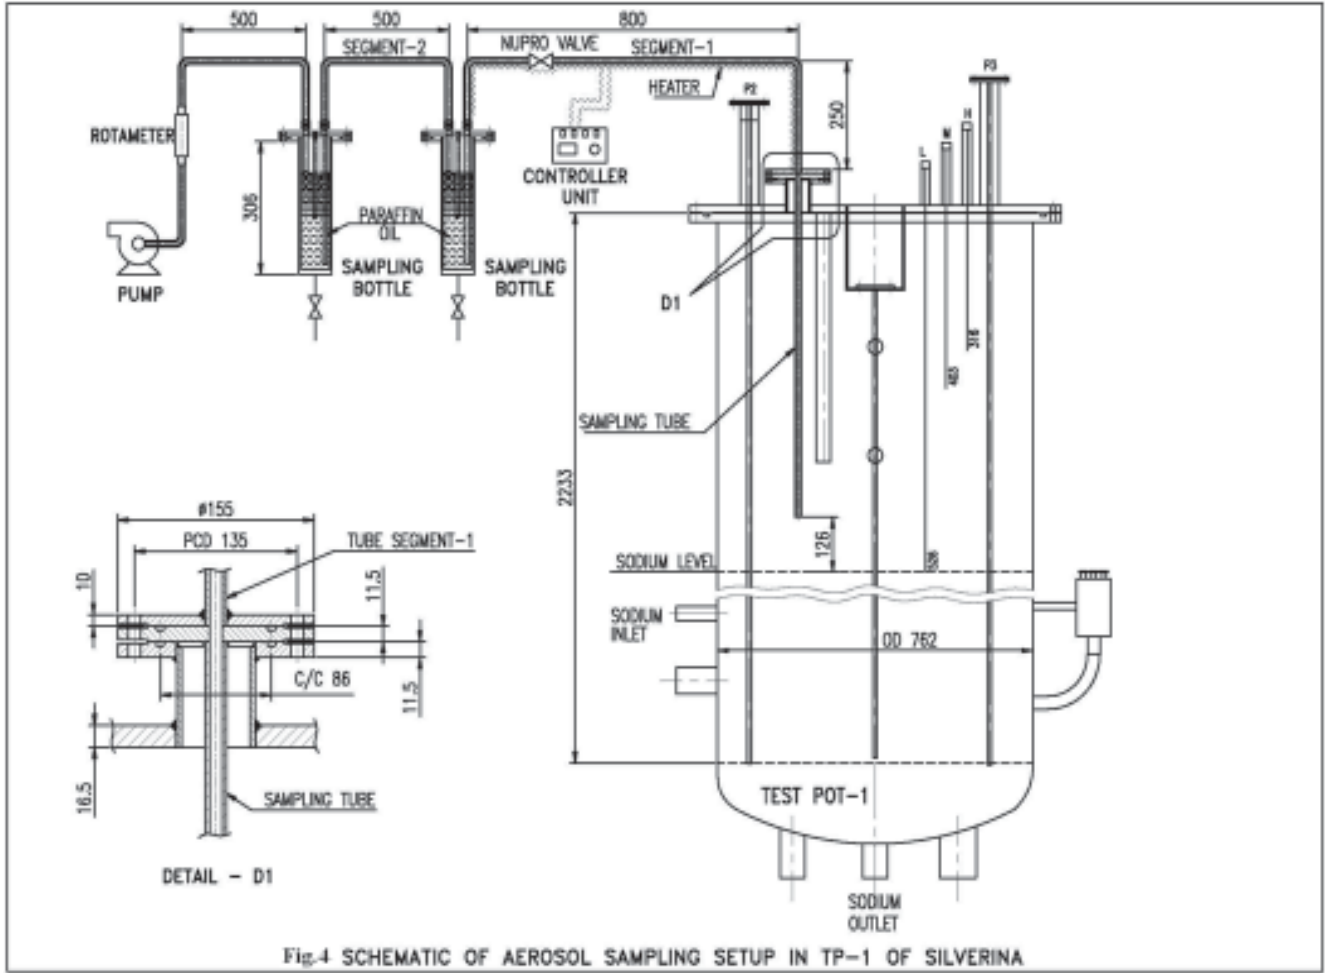 500
500
800
SEGMENT-2
NUPRO VALVE
SEGMENT-1
HEATER
P2
P3
250
ROTAMETER
H
M
L
CONTROLLER
UNIT
306
PARAFFIN
OIL
SAMPLING
BOTTLE
SAMPLING
BOTTLE
PUMP
D1
316
SAMPLING TUBE
2233
126
SODIUM LEVEL
SODIUM
INLET
OD 762
TEST POT-1
SODIUM
OUTLET
ø155
PCD 135
TUBE SEGMENT-1
10
11.5
C/C 86
11.5
16.5
SAMPLING TUBE
DETAIL - D1
Fig.4 SCHEMATIC OF AEROSOL SAMPLING SETUP IN TP-1 OF SILVERINA